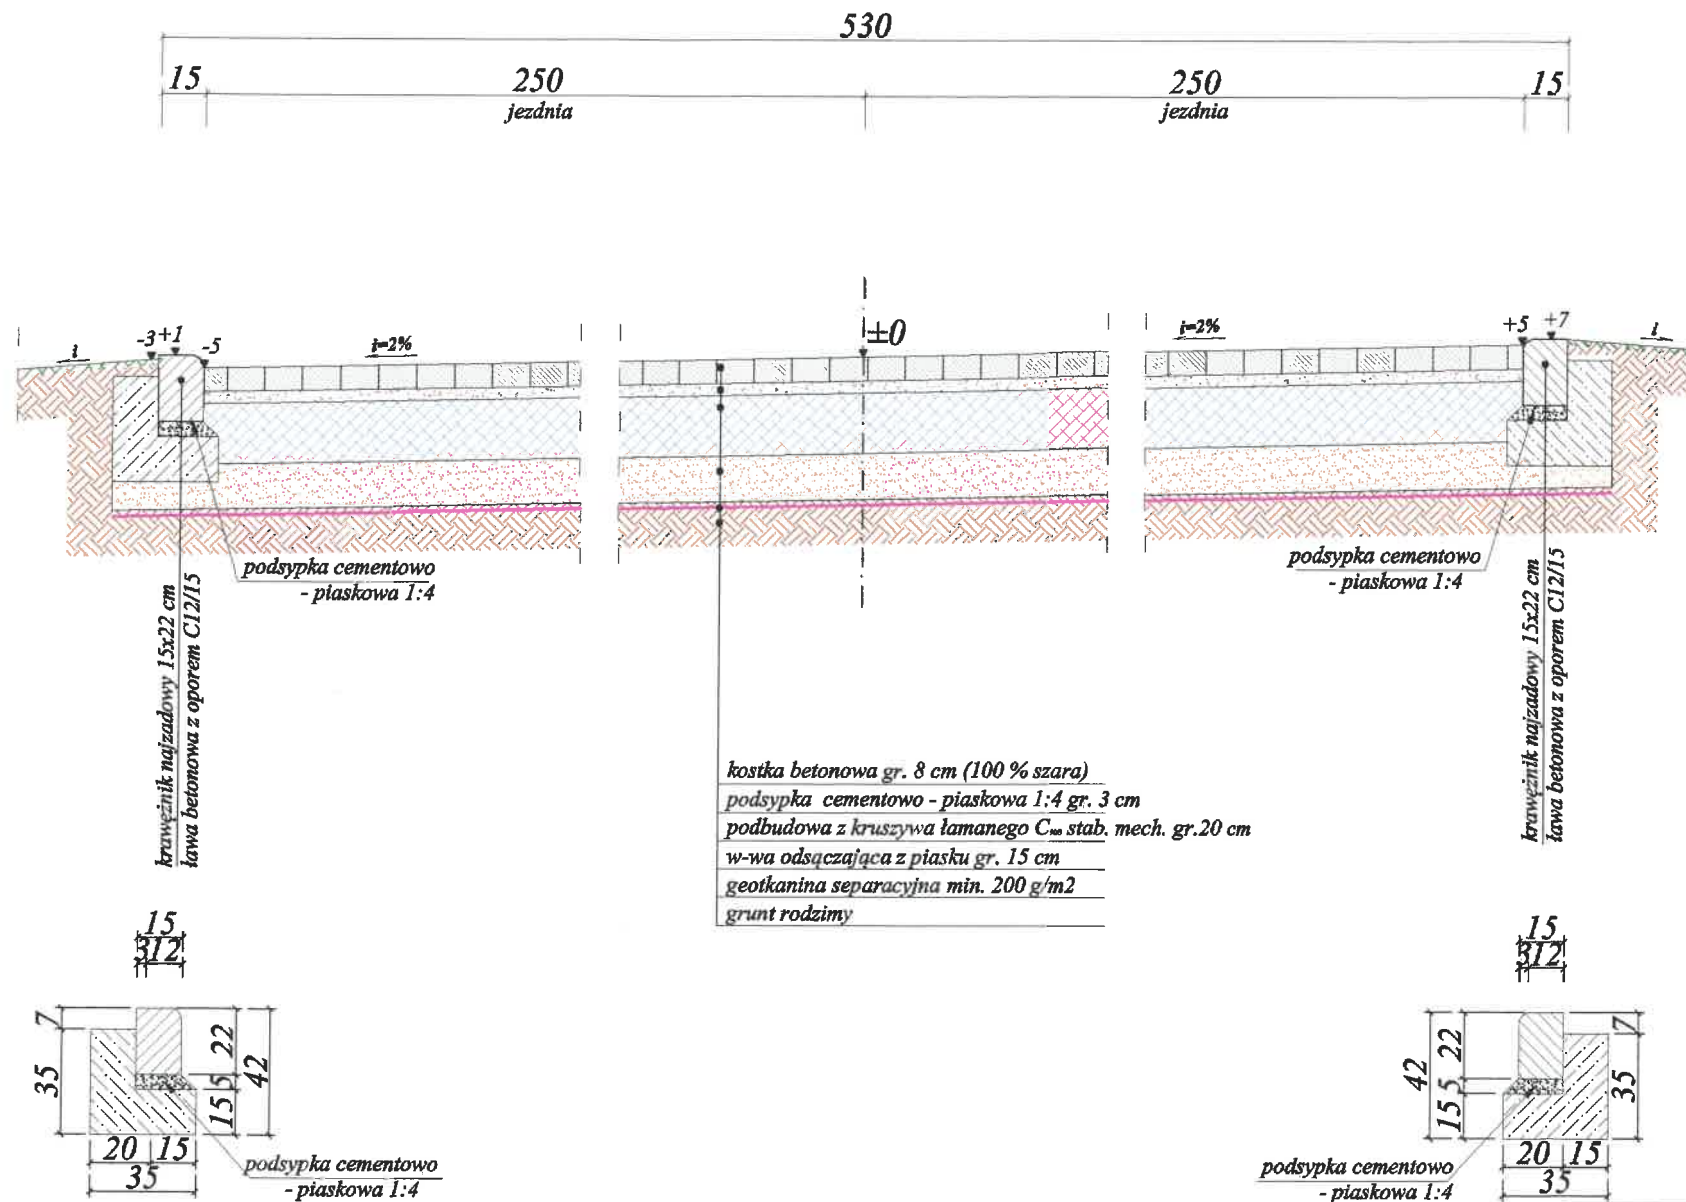 530
15 250 250 15
jezdnia jezdnia
±0
-3 +1 -5 i i=2% i=2% +5 +7 i
podsypka cementowo
- piaskowa 1:4
podsypka cementowo
- piaskowa 1:4
krawężnik najzadowy 15x22 cm
ława betonowa z oporem C12/15
krawężnik najzadowy 15x22 cm
ława betonowa z oporem C12/15
kostka betonowa gr. 8 cm (100 % szara)
podsypka cementowo - piaskowa 1:4 gr. 3 cm
podbudowa z kruszywa łamanego stab. mech. gr.20 cm
w-wa odsączająca z piasku gr. 15 cm
geotkanina separacyjna min. 200 g/m2
grunt rodzimy
15
3 12
7
35
22
5
15
42
20 15
35
podsypka cementowo
- piaskowa 1:4
15
3 12
42
22
5
15
7
35
20 15
35
podsypka cementowo
- piaskowa 1:4